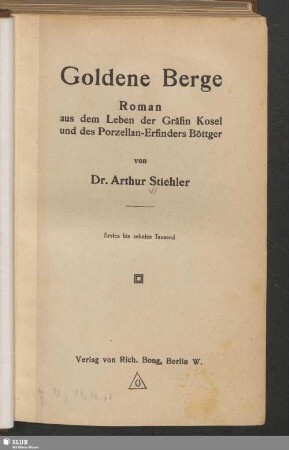 Goldene Berge
Roman
aus dem Leben der Gräfin Kosel
und des Porzellan-Erfinders Böttger
von
Dr. Arthur Stiehler
Erstes bis zehntes Tausend
Verlag von Rich. Bong, Berlin W.
SLUB